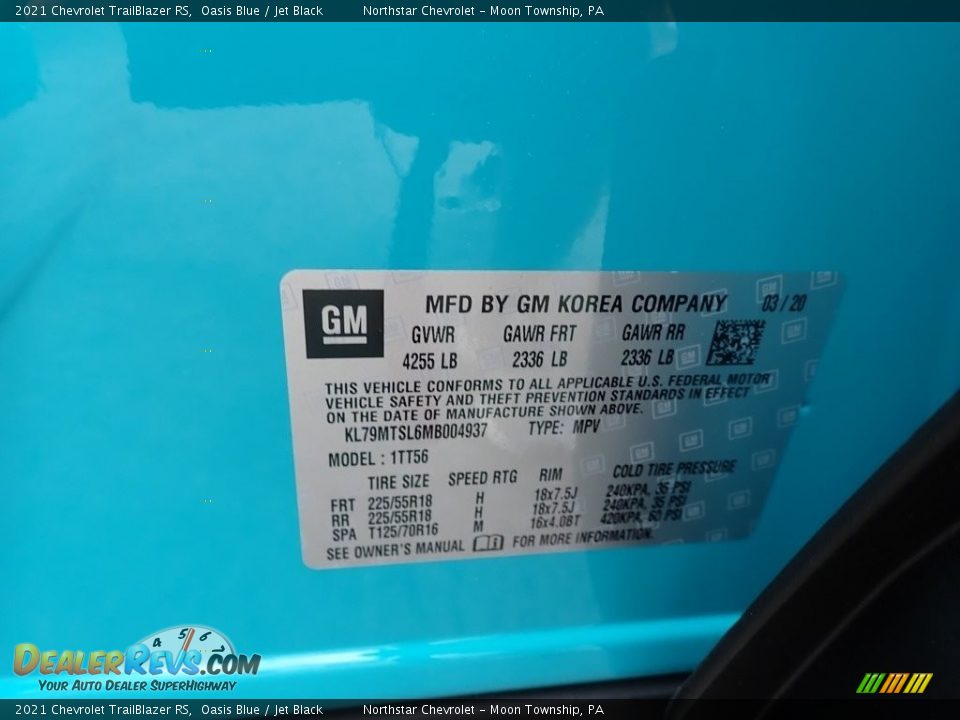 2021 Chevrolet TrailBlazer RS, Oasis Blue / Jet Black Northstar Chevrolet - Moon Township, PA
GM MFD BY GM KOREA COMPANY 03/20
GVWR GAWR FRT GAWR RR
4255 LB 2336 LB 2336 LB
THIS VEHICLE CONFORMS TO ALL APPLICABLE U.S. FEDERAL MOTOR
VEHICLE SAFETY AND THEFT PREVENTION STANDARDS IN EFFECT
ON THE DATE OF MANUFACTURE SHOWN ABOVE.
KL79MTSL6MB004937 TYPE: MPV
MODEL : 1TT56
TIRE SIZE SPEED RTG RIM COLD TIRE PRESSURE
FRT 225/55R18 H 18x7.5J 240KPA, 35 PSI
RR 225/55R18 H 18x7.5J 240KPA, 35 PSI
SPA T125/70R16 M 16x4.0BT 420KPA, 60 PSI
SEE OWNER'S MANUAL FOR MORE INFORMATION.
4 5 6
DealerRevs.com
Your Auto Dealer SuperHighway
2021 Chevrolet TrailBlazer RS, Oasis Blue / Jet Black Northstar Chevrolet - Moon Township, PA